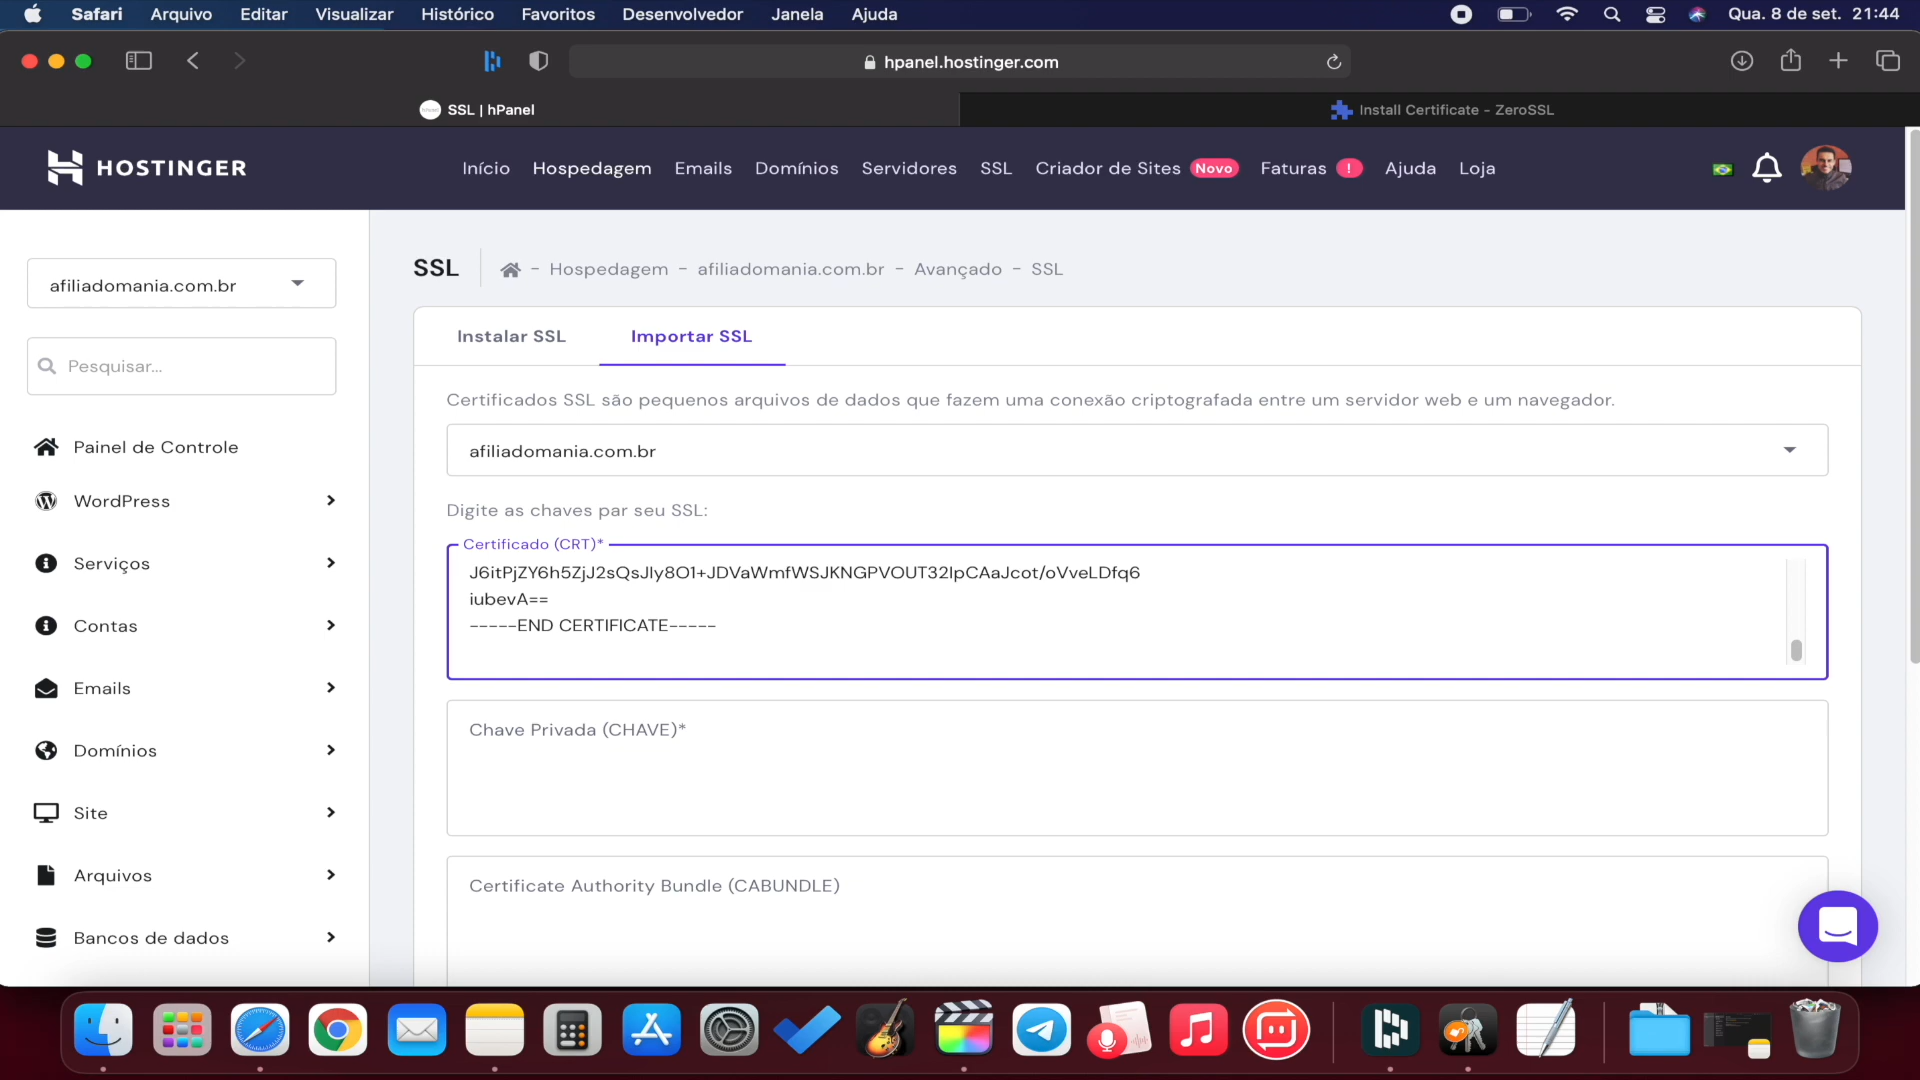 Safari Arquivo Editar Visualizar Histórico Favoritos Desenvolvedor Janela Ajuda Qua. 8 de set. 21:44
hpanel.hostinger.com
SSL | hPanel Install Certificate - ZeroSSL
HOSTINGER Início Hospedagem Emails Domínios Servidores SSL Criador de Sites Novo Faturas ! Ajuda Loja
afiliadomania.com.br
Pesquisar...
Painel de Controle
WordPress
Serviços
Contas
Emails
Domínios
Site
Arquivos
Bancos de dados
SSL - Hospedagem - afiliadomania.com.br - Avançado - SSL
Instalar SSL Importar SSL
Certificados SSL são pequenos arquivos de dados que fazem uma conexão criptografada entre um servidor web e um navegador.
afiliadomania.com.br
Digite as chaves par seu SSL:
Certificado (CRT)*
J6itPjZY6h5ZjJ2sQsJly8O1+JDVaWmfWSJKNGPVOUT32lpCAaJcot/oVveLDfq6
iubevA==
-----END CERTIFICATE-----
Chave Privada (CHAVE)*
Certificate Authority Bundle (CABUNDLE)